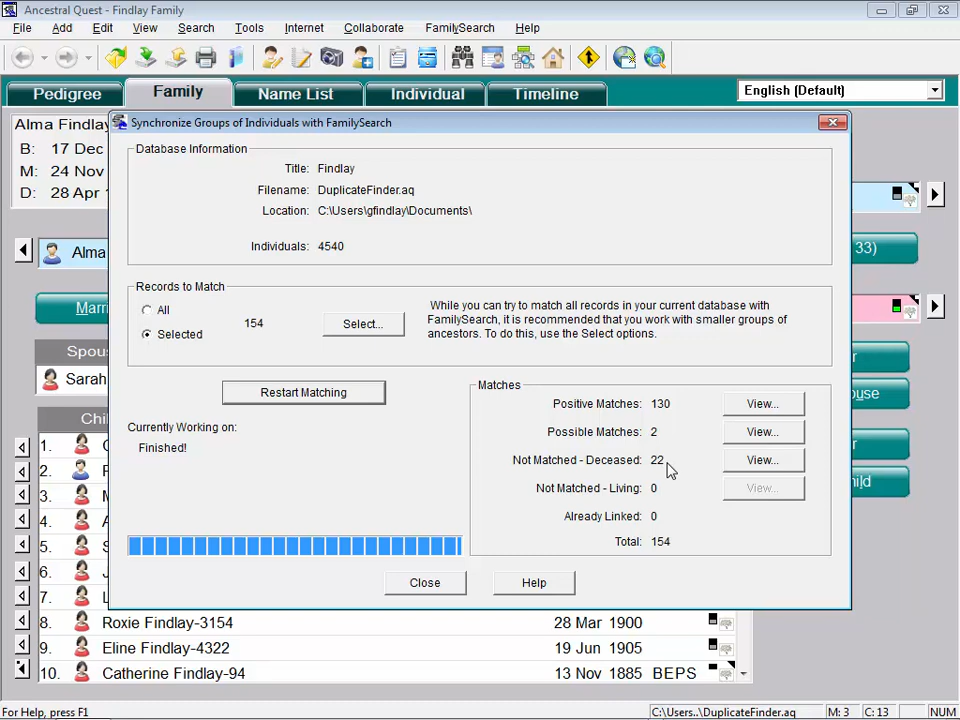 Ancestral Quest - Findlay Family
File Add Edit View Search Tools Internet Collaborate FamilySearch Help
Pedigree Family Name List Individual Timeline English (Default)
Alma Findlay
B: 17 Dec
M: 24 Nov
D: 28 Apr 1
Alma
Marri
Spous
Sarah
Chi
1.
2.
3.
4.
5.
6.
7.
8. Roxie Findlay-3154 28 Mar 1900
9. Eline Findlay-4322 19 Jun 1905
10. Catherine Findlay-94 13 Nov 1885 BEPS
33)
r
use
r
hild
Synchronize Groups of Individuals with FamilySearch
Database Information
Title: Findlay
Filename: DuplicateFinder.aq
Location: C:\Users\gfindlay\Documents\
Individuals: 4540
Records to Match
All
Selected
154
Select...
While you can try to match all records in your current database with
FamilySearch, it is recommended that you work with smaller groups of
ancestors. To do this, use the Select options.
Restart Matching
Currently Working on:
Finished!
Matches
Positive Matches: 130 View...
Possible Matches: 2 View...
Not Matched - Deceased: 22 View...
Not Matched - Living: 0 View...
Already Linked: 0
Total: 154
Close Help
For Help, press F1 C:\Users..\DuplicateFinder.aq M: 3 C: 13 NUM